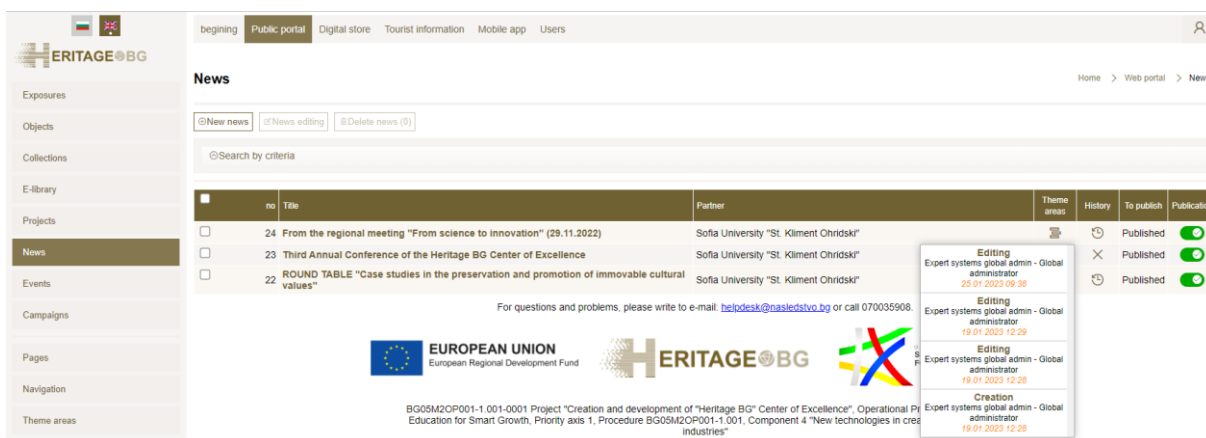 begining Public portal Digital store Tourist information Mobile app Users
ERITAGE BG
News
Home > Web portal > New
Exposures
Objects
Collections
E-library
Projects
News
Events
Campaigns
Pages
Navigation
Theme areas
New news News editing Delete news (0)
Search by criteria
no Title Partner Theme areas History To publish Publicatio
24 From the regional meeting "From science to innovation" (29.11.2022) Sofia University "St. Kliment Ohridski" Published
23 Third Annual Conference of the Heritage BG Center of Excellence Sofia University "St. Kliment Ohridski" Published
22 ROUND TABLE "Case studies in the preservation and promotion of immovable cultural
values" Sofia University "St. Kliment Ohridski" Published
Editing
Expert systems global admin - Global
administrator
25.01.2023 09:38
Editing
Expert systems global admin - Global
administrator
19.01.2023 12:29
Editing
Expert systems global admin - Global
administrator
19.01.2023 12:28
Creation
Expert systems global admin - Global
administrator
19.01.2023 12:28
For questions and problems, please write to e-mail: helpdesk@nasledstvo.bg or call 070035908.
EUROPEAN UNION
European Regional Development Fund
ERITAGE BG
BG05M2OP001-1.001-0001 Project "Creation and development of "Heritage BG" Center of Excellence", Operational Pr
Education for Smart Growth, Priority axis 1, Procedure BG05M2OP001-1.001, Component 4 "New technologies in crea
industries"